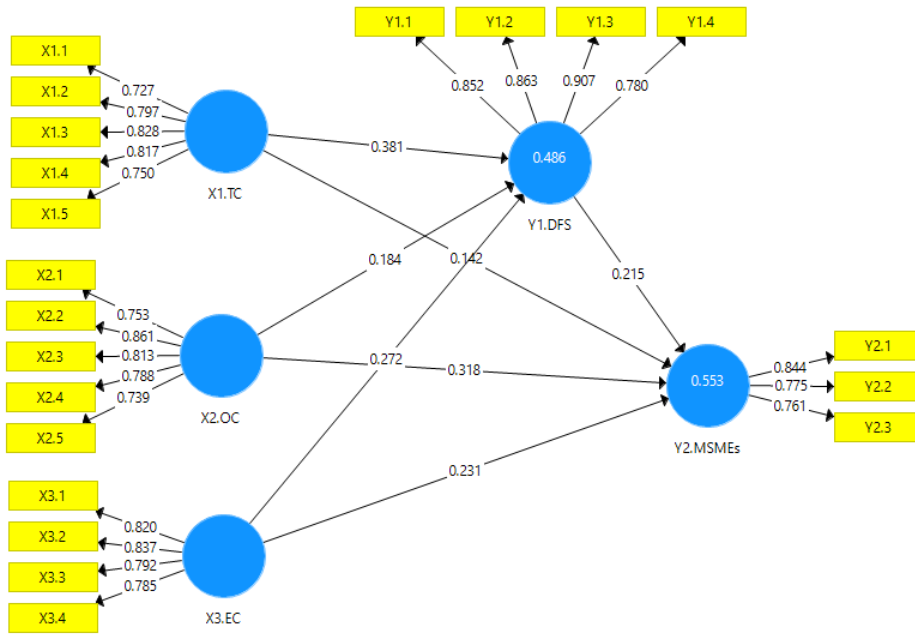 Y1.1
Y1.2
Y1.3
Y1.4
X1.1
X1.2
X1.3
X1.4
X1.5
0.727
0.797
0.828
0.817
0.750
X1.TC
0.852
0.863
0.907
0.780
0.486
Y1.DFS
0.381
0.142
0.184
0.215
X2.1
X2.2
X2.3
X2.4
X2.5
0.753
0.861
0.813
0.788
0.739
X2.OC
0.272
0.318
0.553
Y2.MSMEs
0.844
0.775
0.761
Y2.1
Y2.2
Y2.3
0.231
X3.1
X3.2
X3.3
X3.4
0.820
0.837
0.792
0.785
X3.EC